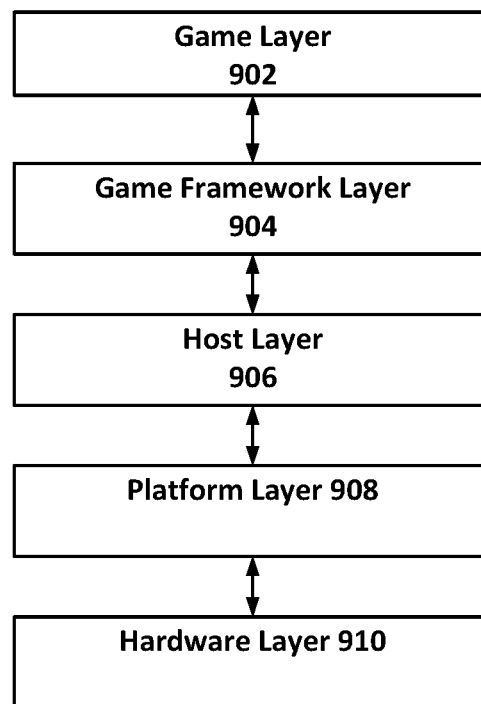 Game Layer
902
Game Framework Layer
904
Host Layer
906
Platform Layer 908
Hardware Layer 910